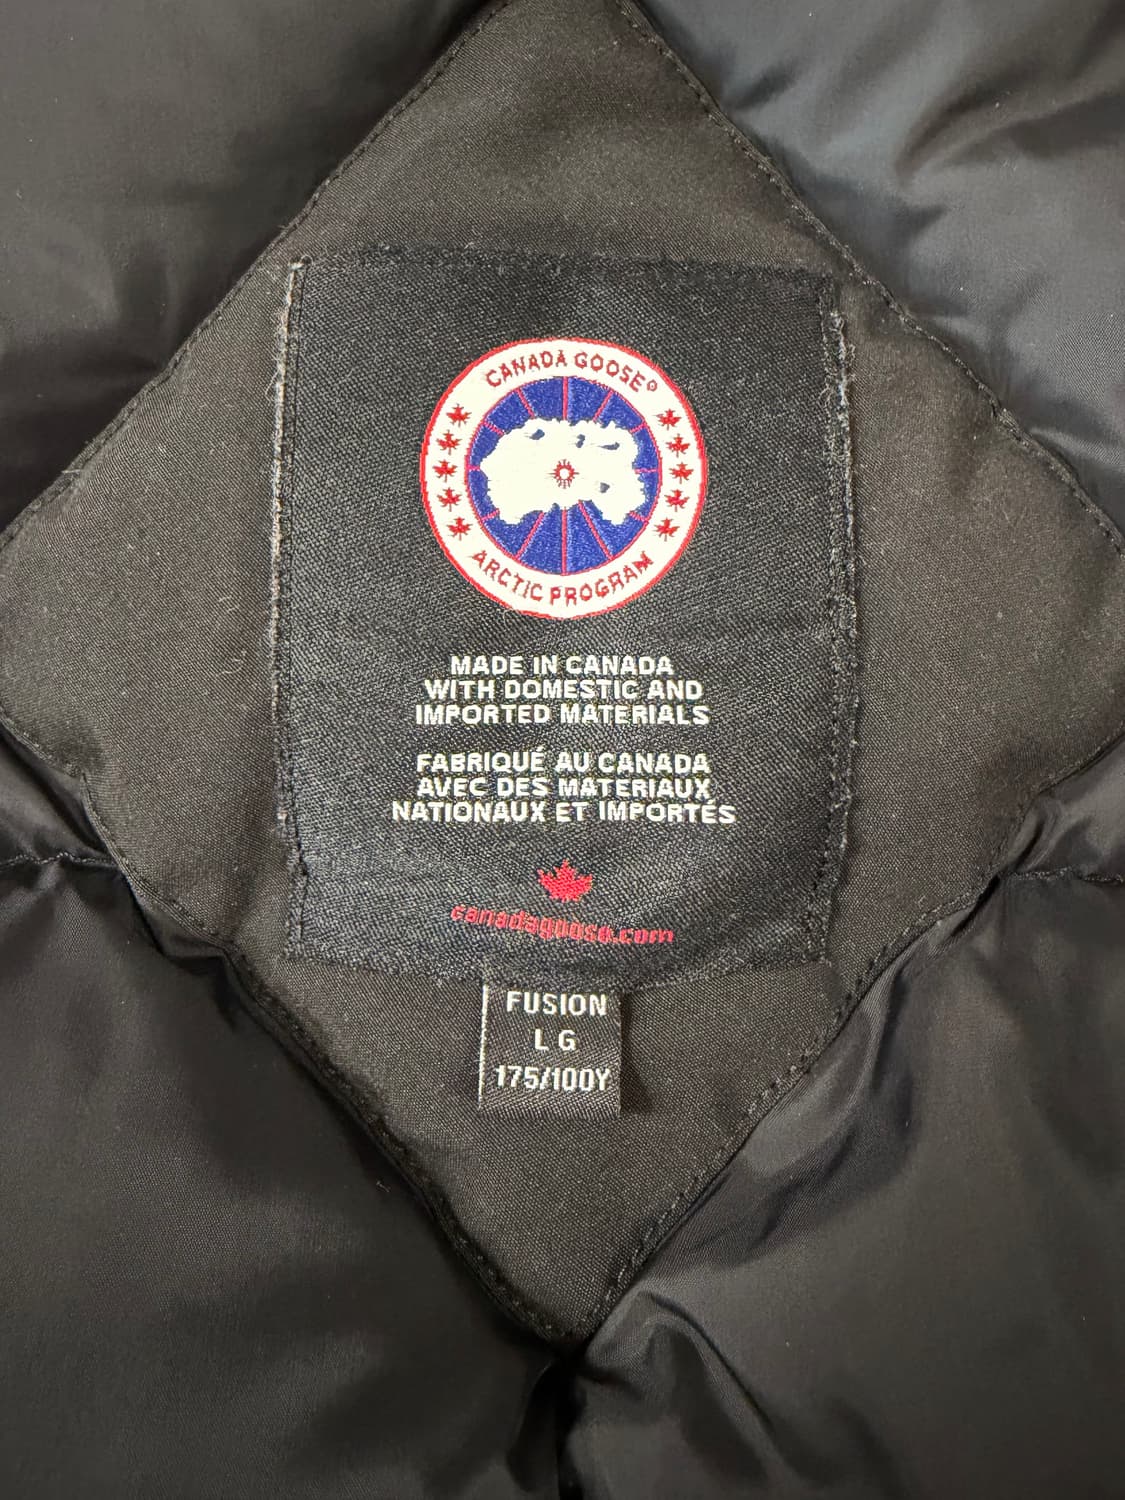 CANADA GOOSE®
ARCTIC PROGRAM
MADE IN CANADA
WITH DOMESTIC AND
IMPORTED MATERIALS
FABRIQUÉ AU CANADA
AVEC DES MATERIAUX
NATIONAUX ET IMPORTÉS
canadagoose.com
FUSION
LG
175/100Y